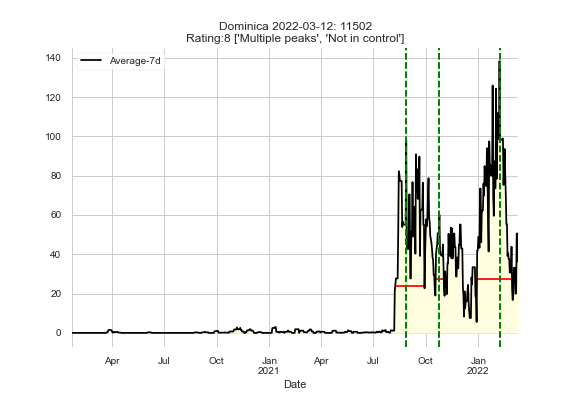 Dominica 2022-03-12: 11502
Rating:8 ['Multiple peaks', 'Not in control']
Average-7d
140
120
100
80
60
40
20
0
Apr
Jul
Oct
Jan
2021
Apr
Jul
Oct
Jan
2022
Date